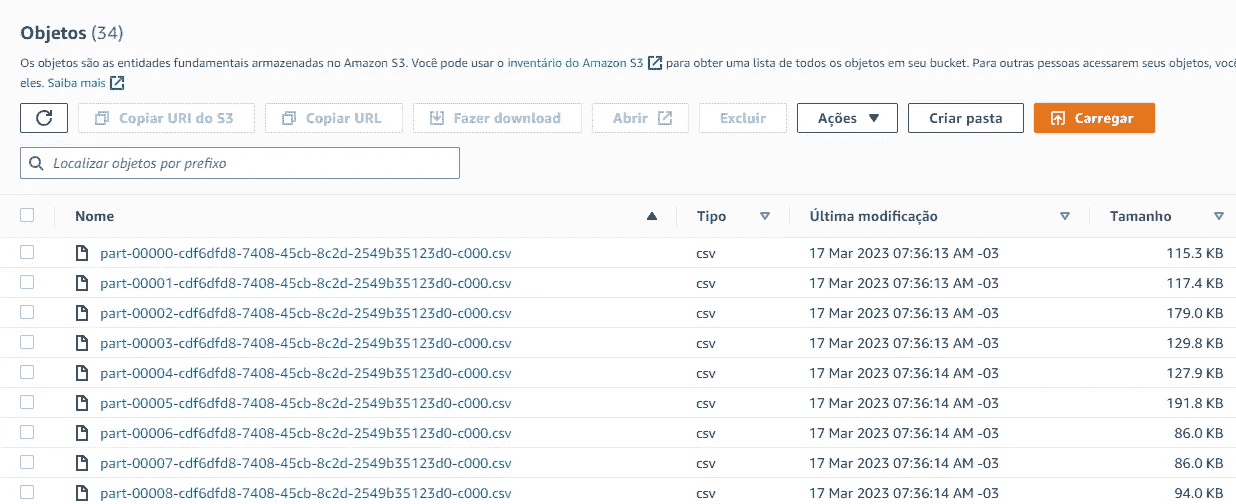 Objetos (34)
Os objetos são as entidades fundamentais armazenadas no Amazon S3. Você pode usar o inventário do Amazon S3 para obter uma lista de todos os objetos em seu bucket. Para outras pessoas acessarem seus objetos, você
eles. Saiba mais
Copiar URI do S3 Copiar URL Fazer download Abrir Excluir Ações Criar pasta Carregar
Localizar objetos por prefixo
Nome Tipo Última modificação Tamanho
part-00000-cdf6dfd8-7408-45cb-8c2d-2549b35123d0-c000.csv csv 17 Mar 2023 07:36:13 AM -03 115.3 KB
part-00001-cdf6dfd8-7408-45cb-8c2d-2549b35123d0-c000.csv csv 17 Mar 2023 07:36:13 AM -03 117.4 KB
part-00002-cdf6dfd8-7408-45cb-8c2d-2549b35123d0-c000.csv csv 17 Mar 2023 07:36:13 AM -03 179.0 KB
part-00003-cdf6dfd8-7408-45cb-8c2d-2549b35123d0-c000.csv csv 17 Mar 2023 07:36:13 AM -03 129.8 KB
part-00004-cdf6dfd8-7408-45cb-8c2d-2549b35123d0-c000.csv csv 17 Mar 2023 07:36:14 AM -03 127.9 KB
part-00005-cdf6dfd8-7408-45cb-8c2d-2549b35123d0-c000.csv csv 17 Mar 2023 07:36:14 AM -03 191.8 KB
part-00006-cdf6dfd8-7408-45cb-8c2d-2549b35123d0-c000.csv csv 17 Mar 2023 07:36:14 AM -03 86.0 KB
part-00007-cdf6dfd8-7408-45cb-8c2d-2549b35123d0-c000.csv csv 17 Mar 2023 07:36:14 AM -03 86.0 KB
part-00008-cdf6dfd8-7408-45cb-8c2d-2549b35123d0-c000.csv csv 17 Mar 2023 07:36:14 AM -03 94.0 KB